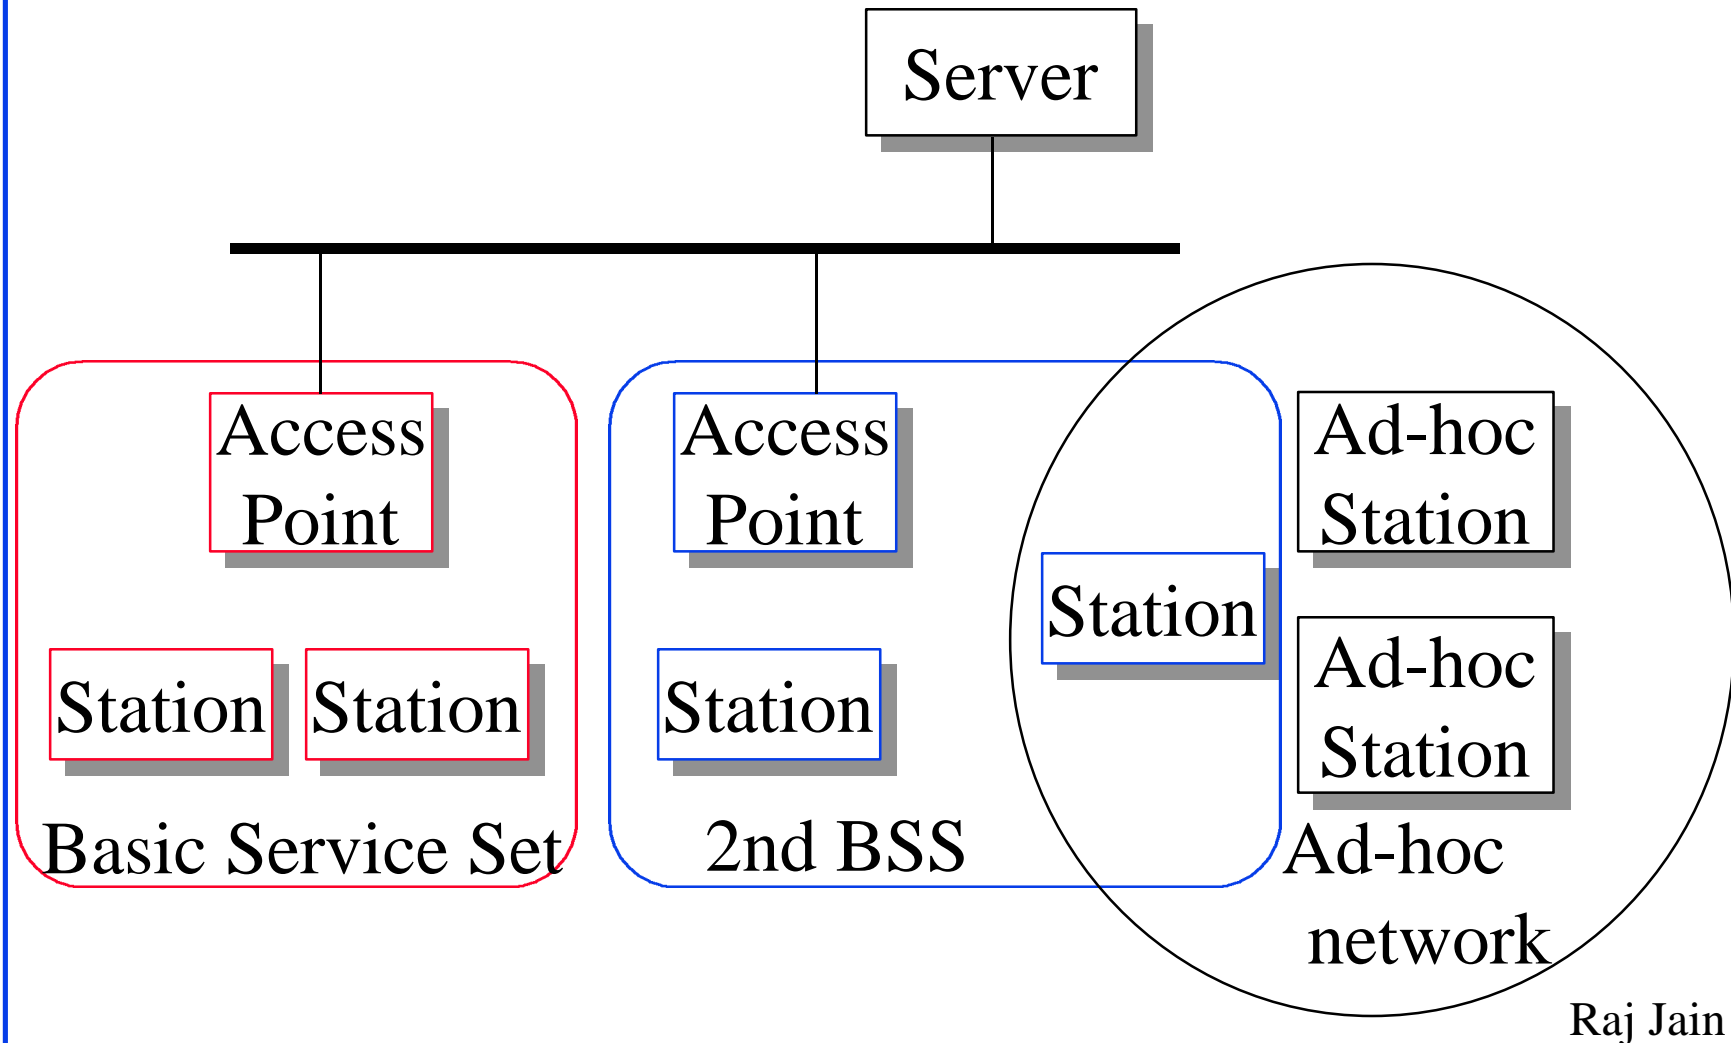 Server
Access
Point
Access
Point
Ad-hoc
Station
Station
Ad-hoc
Station
Station
Station
Station
Basic Service Set
2nd BSS
Ad-hoc
network
Raj Jain